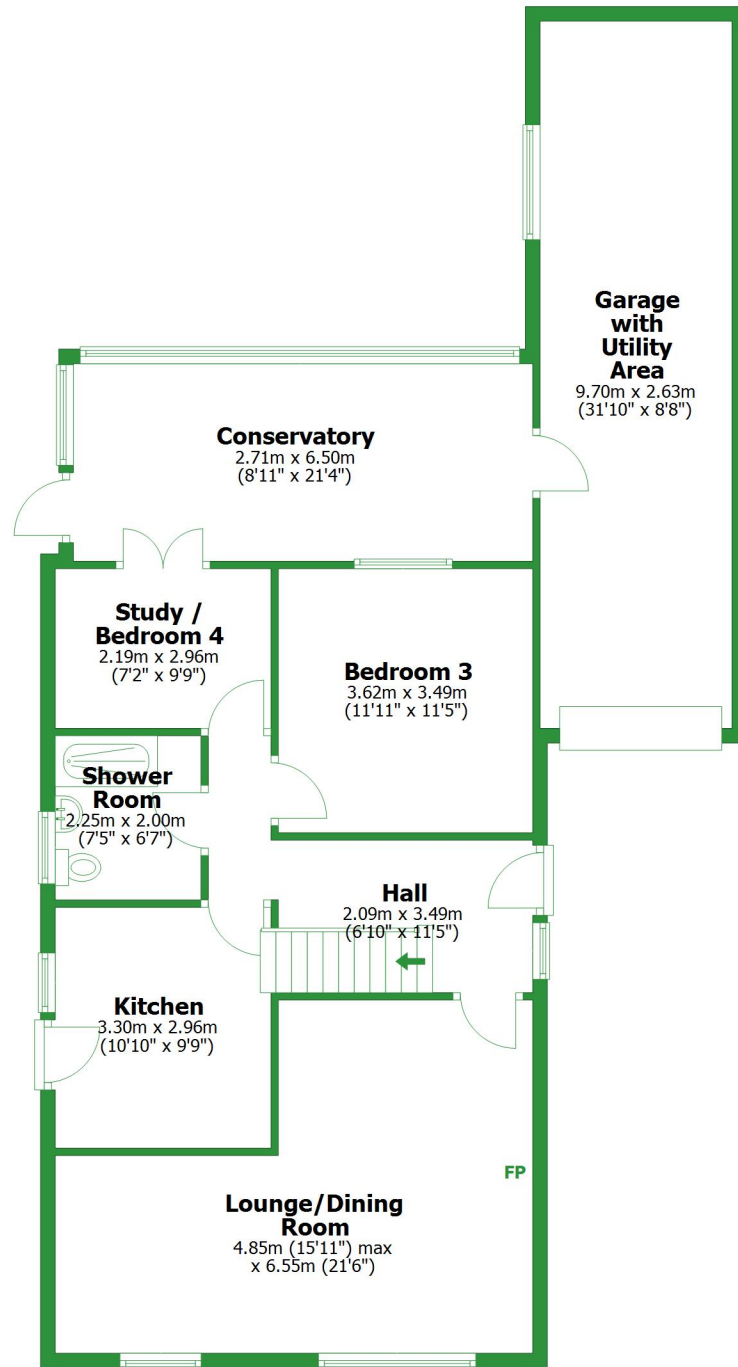 Garage
with
Utility
Area
9.70m x 2.63m
(31'10" x 8'8")
Conservatory
2.71m x 6.50m
(8'11" x 21'4")
Study /
Bedroom 4
2.19m x 2.96m
(7'2" x 9'9")
Bedroom 3
3.62m x 3.49m
(11'11" x 11'5")
Shower
Room
2.25m x 2.00m
(7'5" x 6'7")
Hall
2.09m x 3.49m
(6'10" x 11'5")
Kitchen
3.30m x 2.96m
(10'10" x 9'9")
FP
Lounge/Dining
Room
4.85m (15'11") max
x 6.55m (21'6")